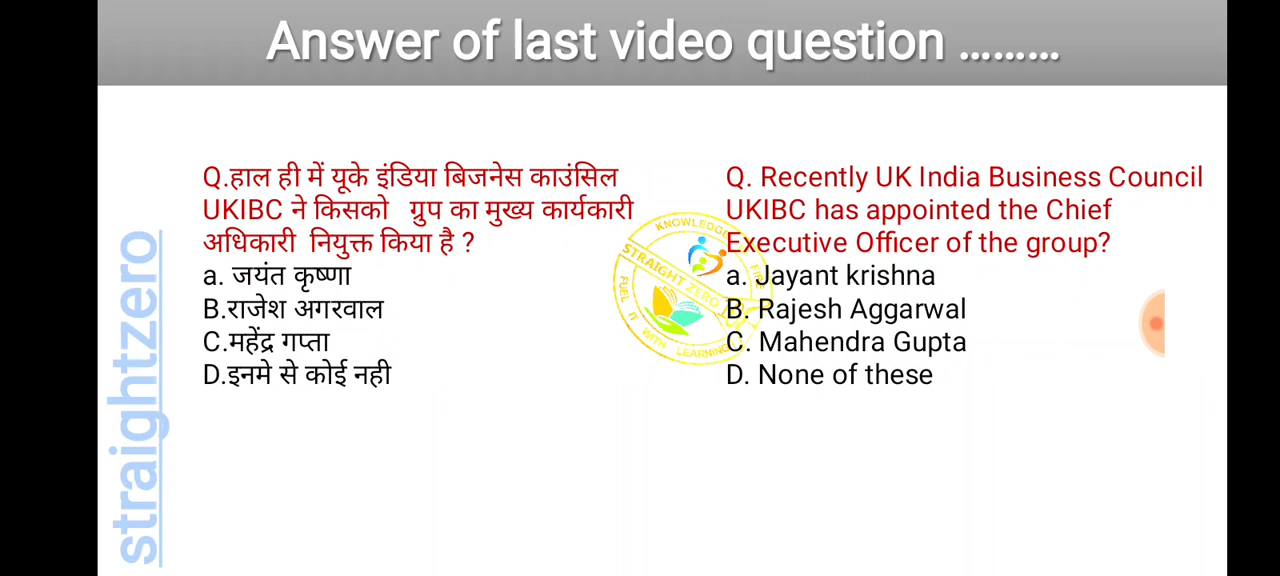 Answer of last video question .........
Q.हाल ही में यूके इंडिया बिजनेस काउंसिल
UKIBC ने किसको ग्रुप का मुख्य कार्यकारी
अधिकारी नियुक्त किया है ?
a. जयंत कृष्णा
B.राजेश अगरवाल
C.महेंद्र गप्ता
D.इनमे से कोई नही
Q. Recently UK India Business Council
UKIBC has appointed the Chief
Executive Officer of the group?
a. Jayant krishna
B. Rajesh Aggarwal
C. Mahendra Gupta
D. None of these
KNOWLEDGE
STRAIGHT ZERO
FUEL IT WITH LEARNING
straightzero